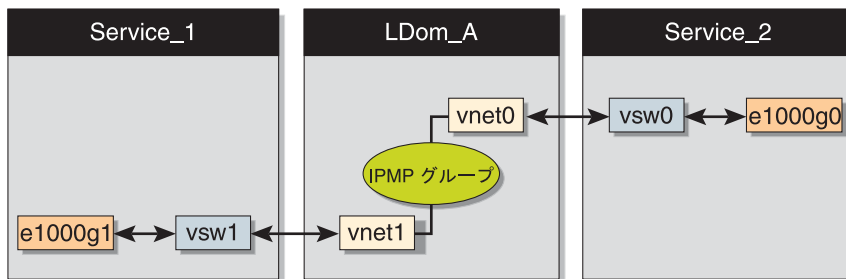 Service_1
LDom_A
Service_2
vnet0
vsw0
e1000g0
IPMP グループ
e1000g1
vsw1
vnet1